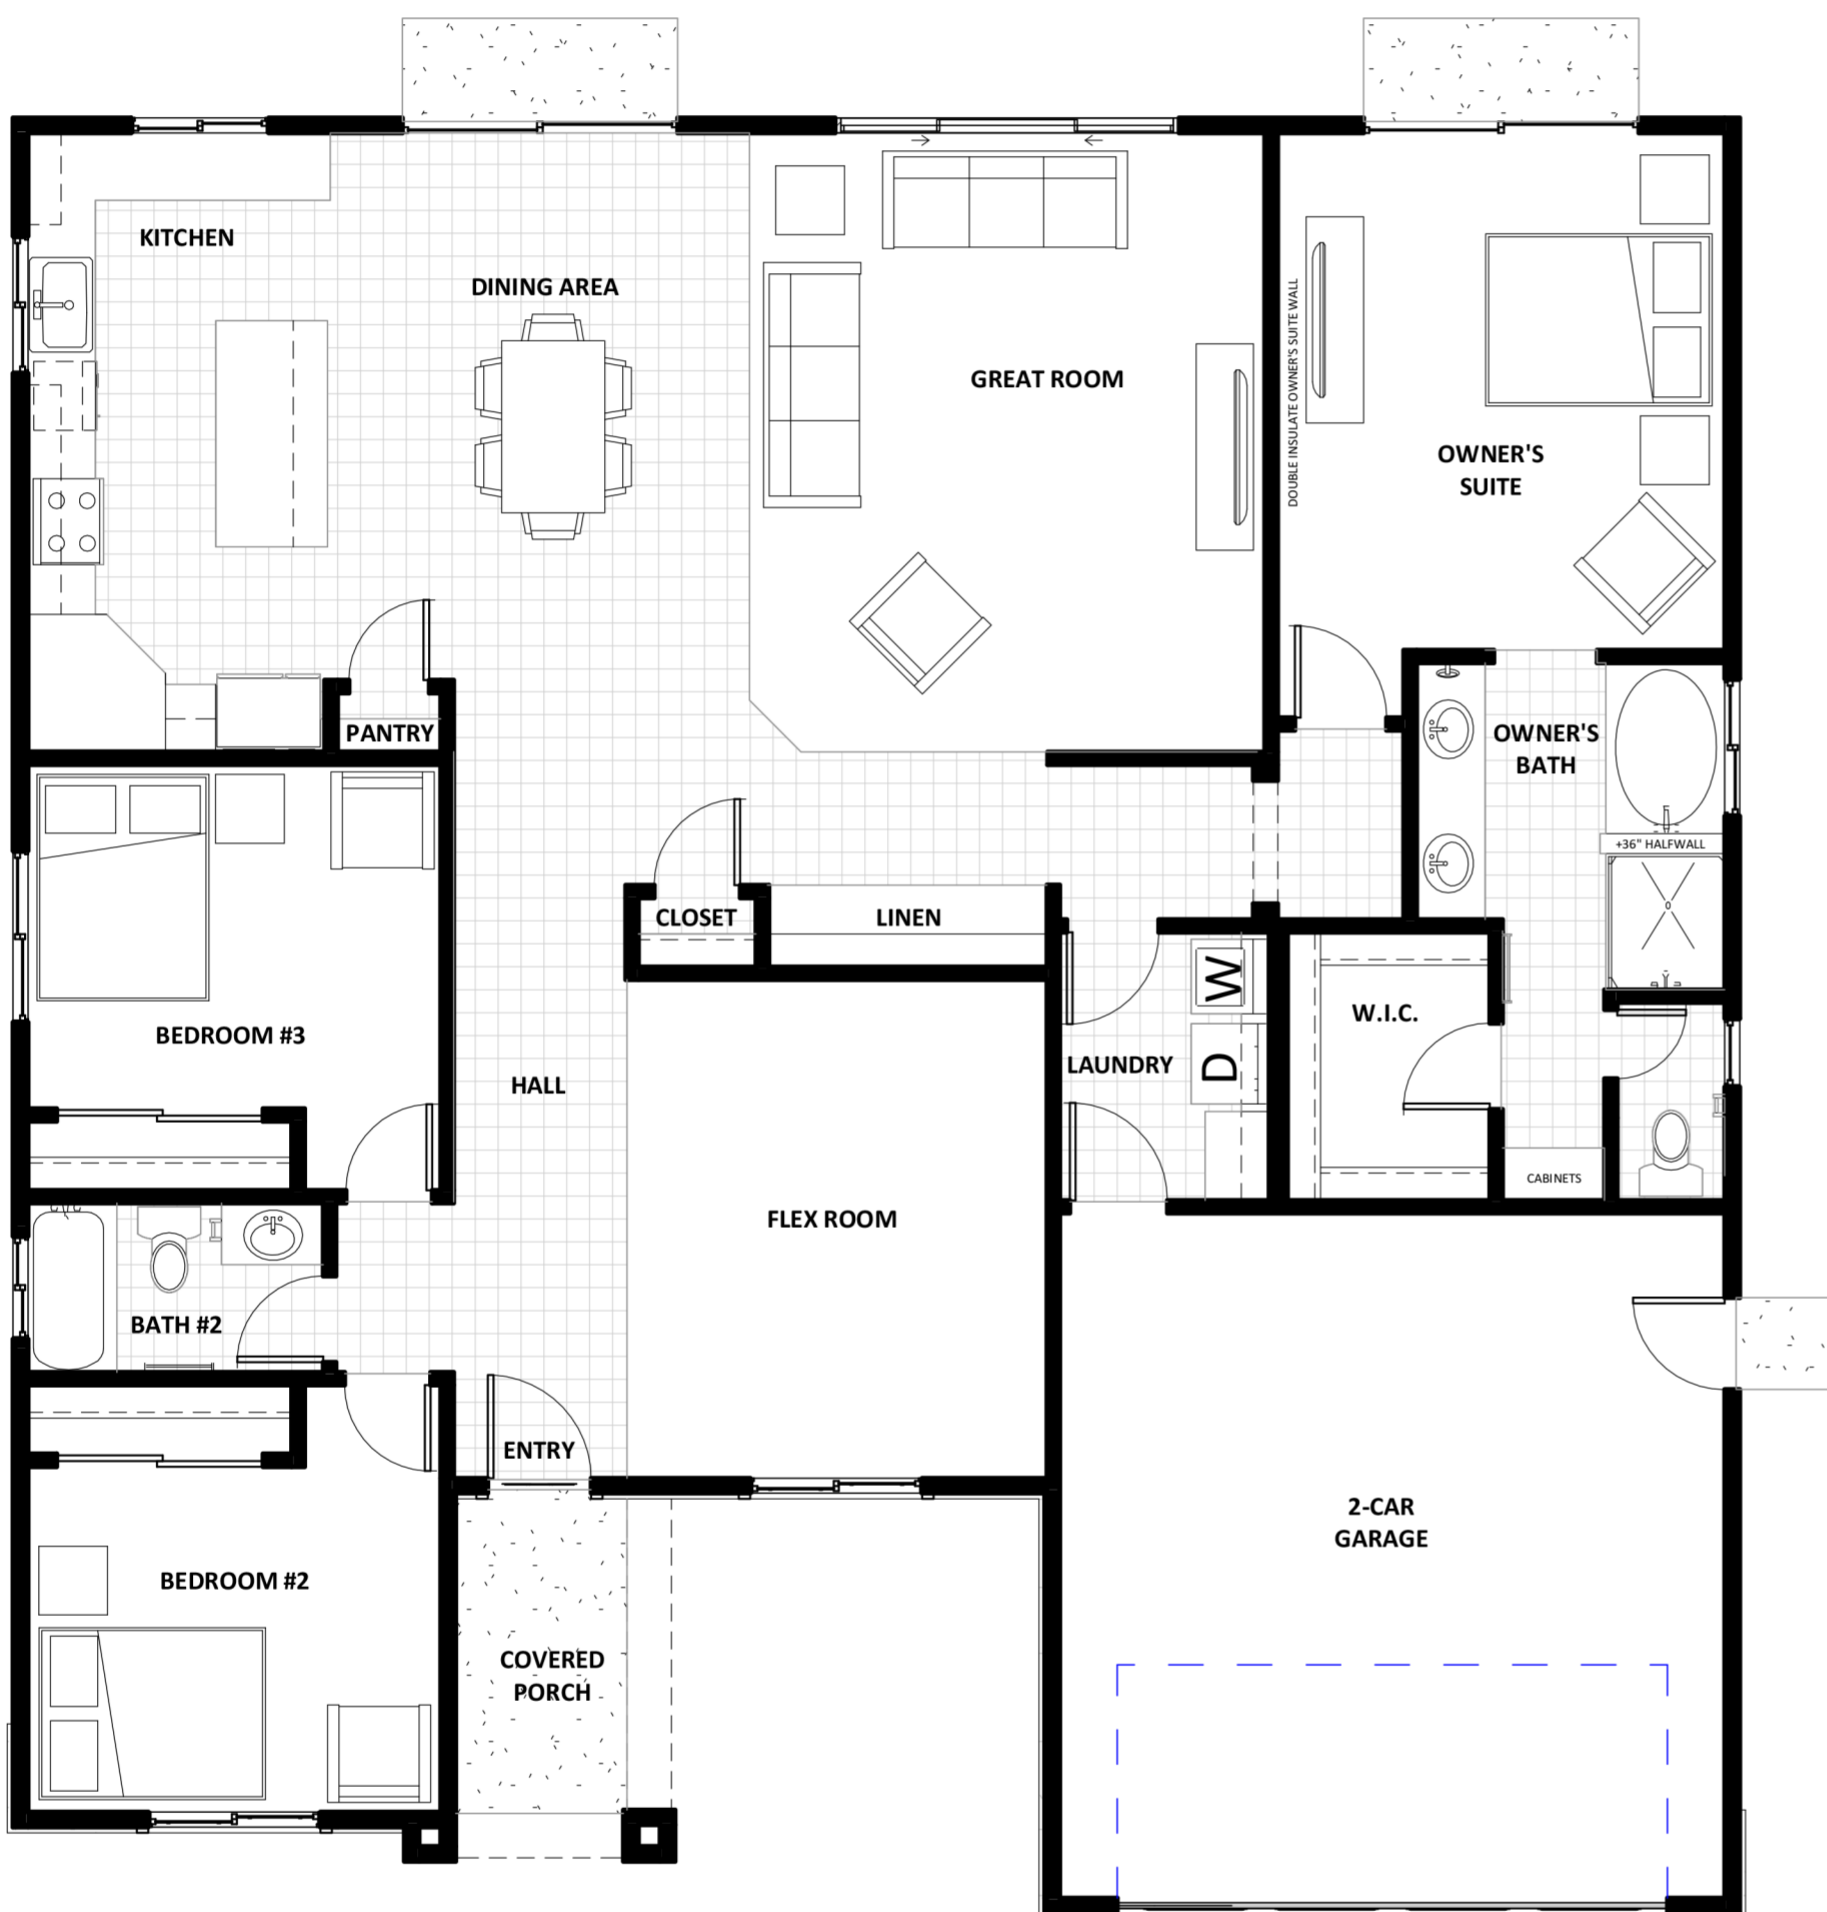 KITCHEN
DINING AREA
GREAT ROOM
DOUBLE INSULATE OWNER'S SUITE WALL
OWNER'S
SUITE
PANTRY
OWNER'S
BATH
+36" HALFWALL
CLOSET
LINEN
W
BEDROOM #3
W.I.C.
HALL
LAUNDRY
D
CABINETS
FLEX ROOM
BATH #2
ENTRY
2-CAR
GARAGE
BEDROOM #2
COVERED
PORCH